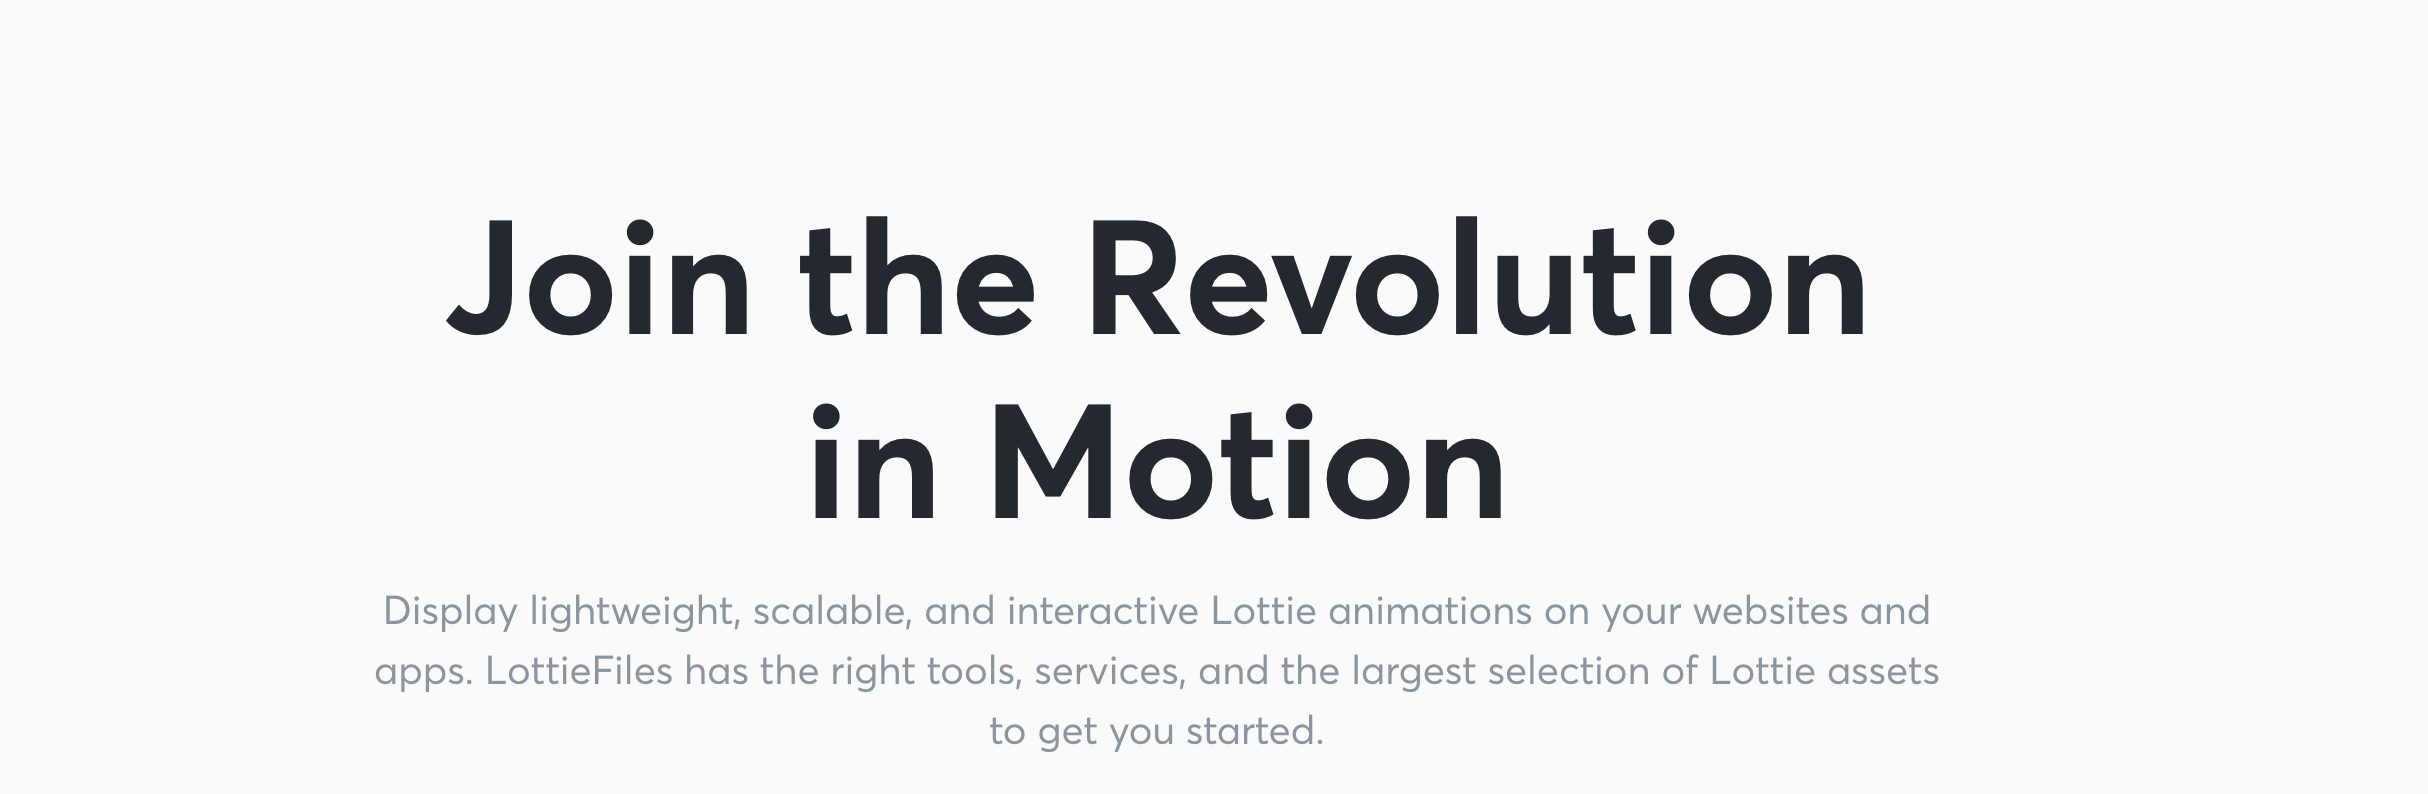 Join the Revolution
in Motion
Display lightweight, scalable, and interactive Lottie animations on your websites and
apps. LottieFiles has the right tools, services, and the largest selection of Lottie assets
to get you started.